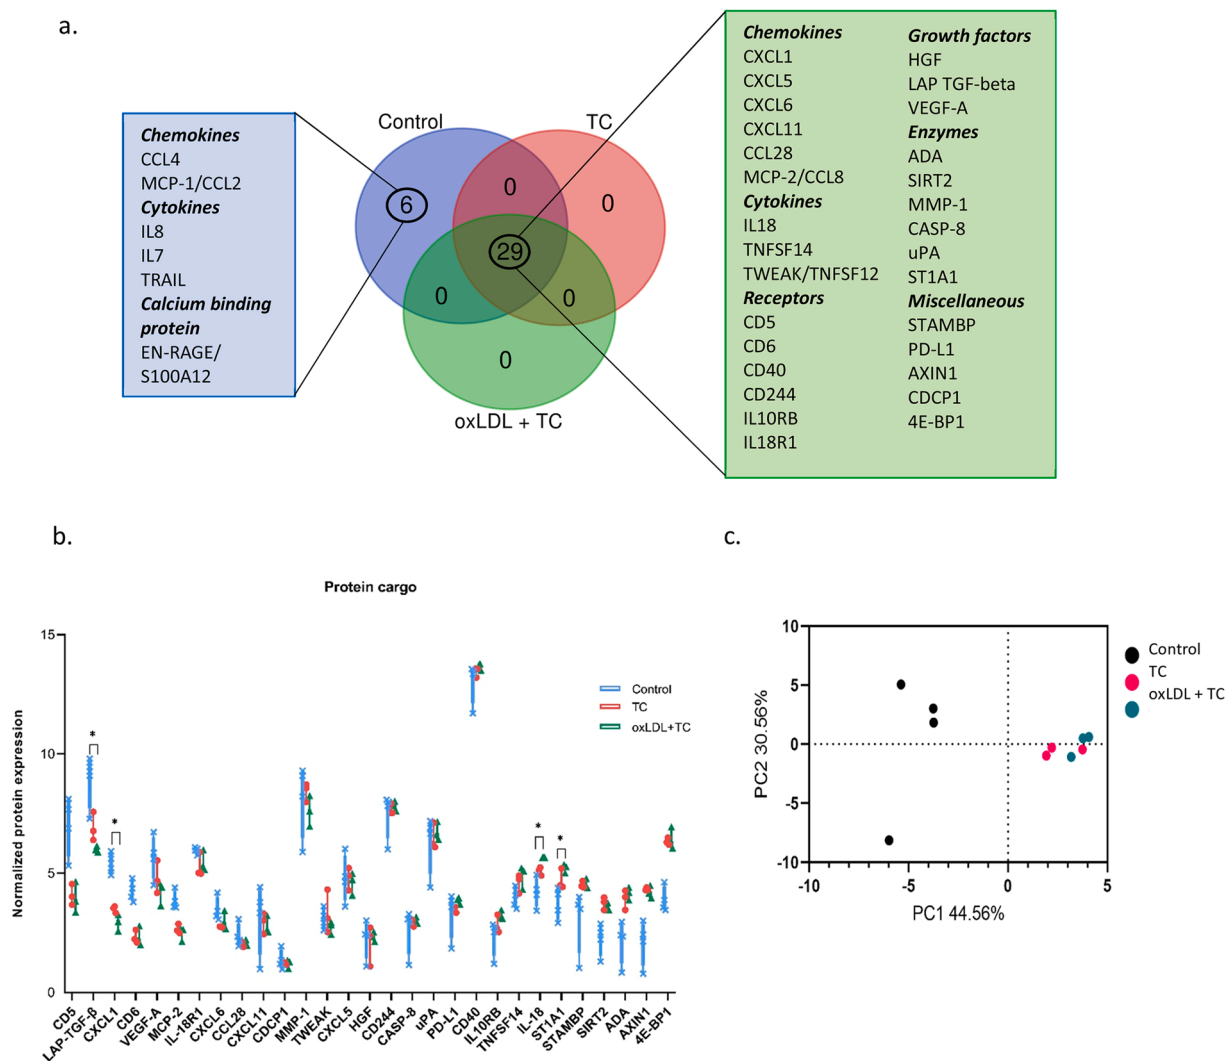 a.
Control
TC
oxLDL + TC
6
0
0
29
0
0
0
Chemokines
CCL4
MCP-1/CCL2
Cytokines
IL8
IL7
TRAIL
Calcium binding
protein
EN-RAGE/
S100A12
Chemokines
CXCL1
CXCL5
CXCL6
CXCL11
CCL28
MCP-2/CCL8
Cytokines
IL18
TNFSF14
TWEAK/TNFSF12
Receptors
CD5
CD6
CD40
CD244
IL10RB
IL18R1
Growth factors
HGF
LAP TGF-beta
VEGF-A
Enzymes
ADA
SIRT2
MMP-1
CASP-8
uPA
ST1A1
Miscellaneous
STAMBP
PD-L1
AXIN1
CDCP1
4E-BP1
b.
Protein cargo
Normalized protein expression
15
10
5
0
*
*
*
*
Control
TC
oxLDL+TC
CD5
LAP-TGF-β
CXCL1
CD6
VEGF-A
MCP-2
IL-18R1
CXCL6
CCL28
CXCL11
CDCP1
MMP-1
TWEAK
CXCL5
HGF
CD244
CASP-8
uPA
PD-L1
CD40
IL10RB
TNFSF14
IL-18
ST1A1
STAMBP
SIRT2
ADA
AXIN1
4E-BP1
c.
PC2 30.56%
10
5
0
-5
-10
-10
-5
0
5
PC1 44.56%
Control
TC
oxLDL + TC